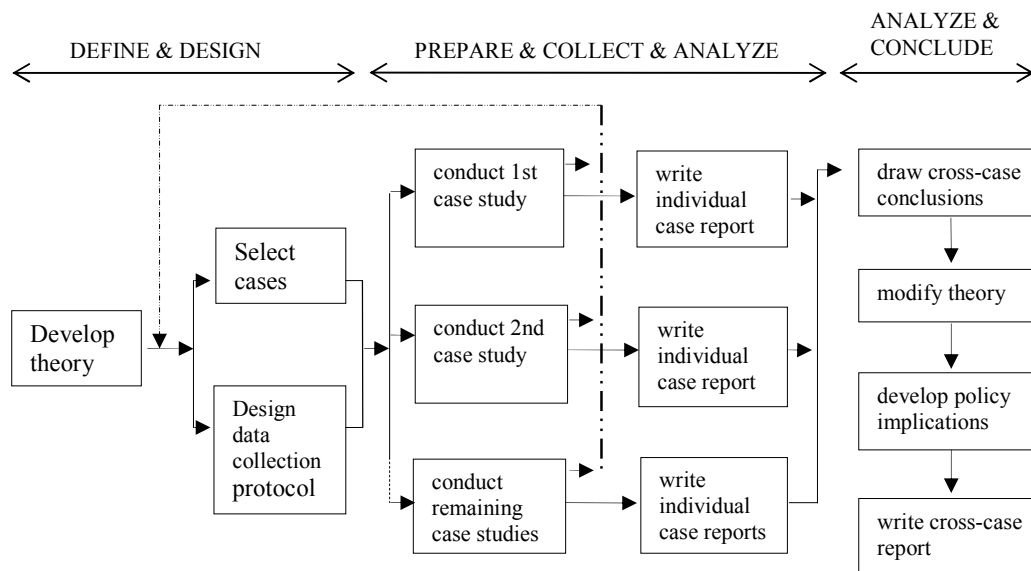 DEFINE & DESIGN
PREPARE & COLLECT & ANALYZE
ANALYZE &
CONCLUDE
Develop
theory
Select
cases
Design
data
collection
protocol
conduct 1st
case study
write
individual
case report
conduct 2nd
case study
write
individual
case report
conduct
remaining
case studies
write
individual
case reports
draw cross-case
conclusions
modify theory
develop policy
implications
write cross-case
report